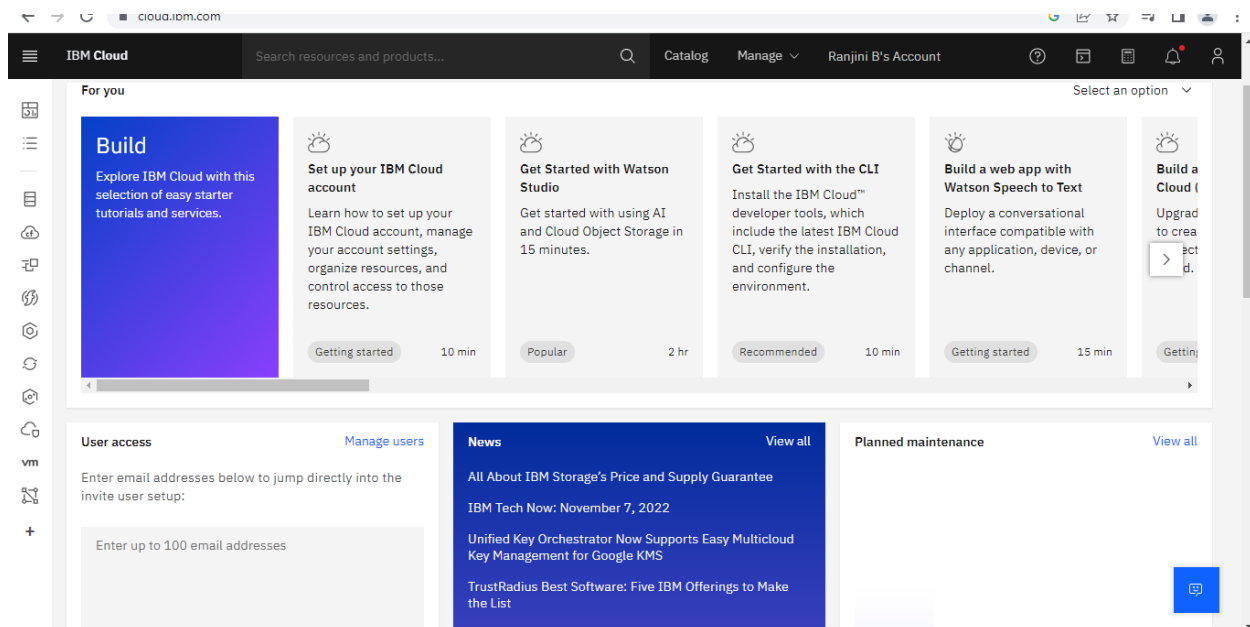 cloud.ibm.com
IBM Cloud
Search resources and products...
Catalog
Manage
Ranjini B's Account
For you
Select an option
Build
Explore IBM Cloud with this
selection of easy starter
tutorials and services.
Set up your IBM Cloud
account
Learn how to set up your
IBM Cloud account, manage
your account settings,
organize resources, and
control access to those
resources.
Getting started
10 min
Get Started with Watson
Studio
Get started with using AI
and Cloud Object Storage in
15 minutes.
Popular
2 hr
Get Started with the CLI
Install the IBM Cloud™
developer tools, which
include the latest IBM Cloud
CLI, verify the installation,
and configure the
environment.
Recommended
10 min
Build a web app with
Watson Speech to Text
Deploy a conversational
interface compatible with
any application, device, or
channel.
Getting started
15 min
Build a
Cloud (
Upgrad
to crea
ect
d.
Getting
vm
User access
Manage users
Enter email addresses below to jump directly into the
invite user setup:
Enter up to 100 email addresses
News
View all
All About IBM Storage's Price and Supply Guarantee
IBM Tech Now: November 7, 2022
Unified Key Orchestrator Now Supports Easy Multicloud
Key Management for Google KMS
TrustRadius Best Software: Five IBM Offerings to Make
the List
Planned maintenance
View all